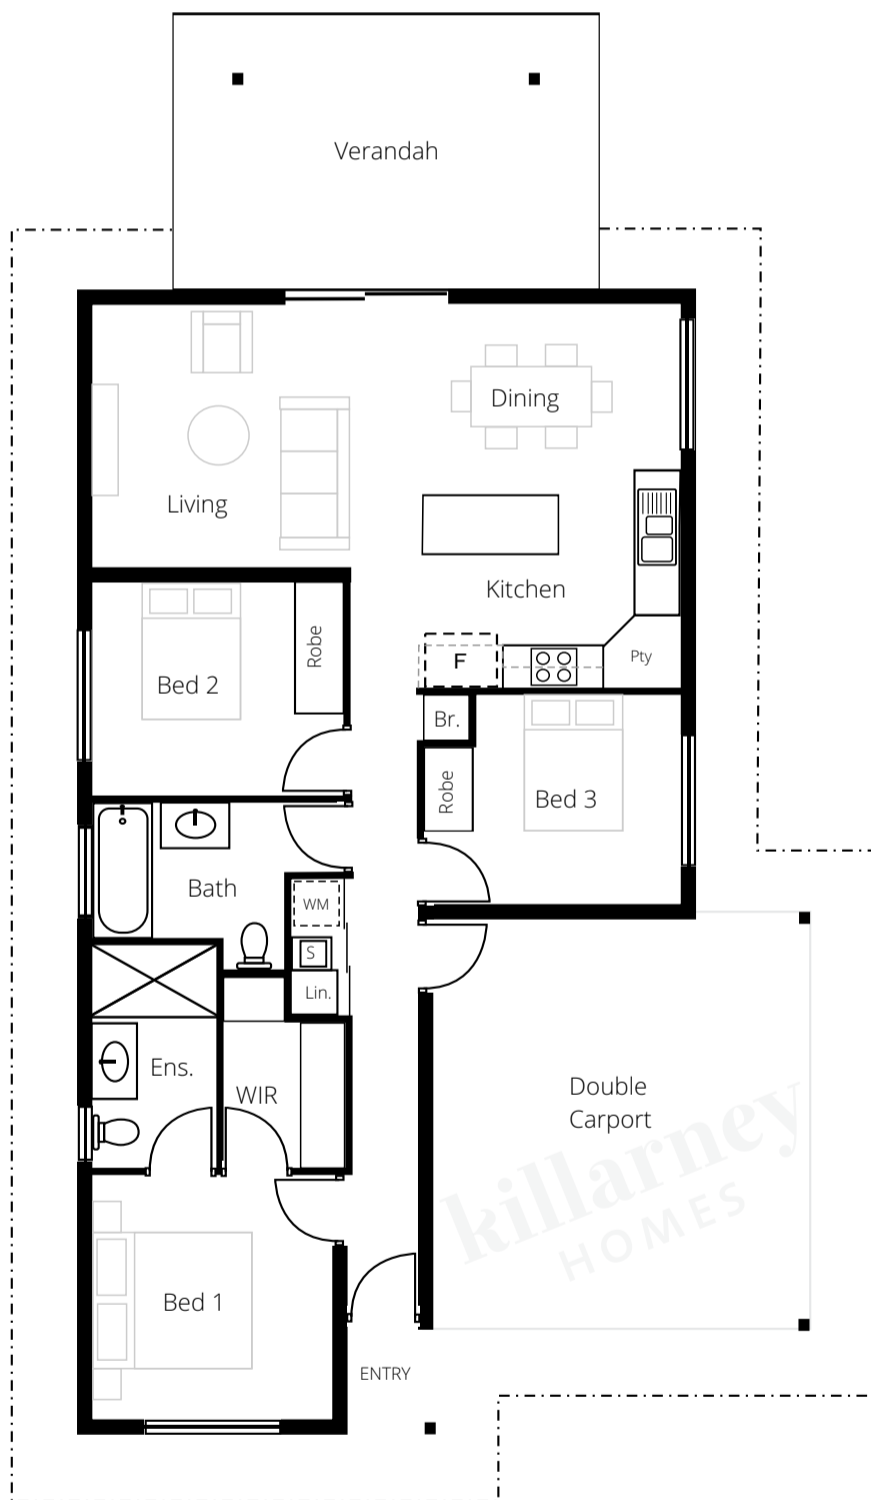 Verandah
Dining
Living
Kitchen
F
Pty
Robe
Bed 2
Br.
Robe
Bed 3
Bath
WM
S
Lin.
Ens.
WIR
Double
Carport
killarney
HOMES
Bed 1
ENTRY